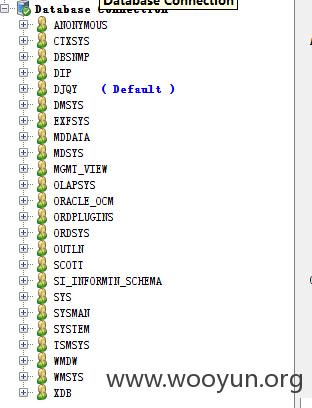 Database Connection
Database Connection
ANONYMOUS
CTXSYS
DBSNMP
DIP
DJQY ( Default )
DMSYS
EXFSYS
MDDATA
MDSYS
MGMT_VIEW
OLAPSYS
ORACLE_OCM
ORDPLUGINS
ORDSYS
OUTLN
SCOTT
SI_INFORMTN_SCHEMA
SYS
SYSMAN
SYSTEM
TSMSYS
WMDW
WMSYS
XDB
www.wooyun.org